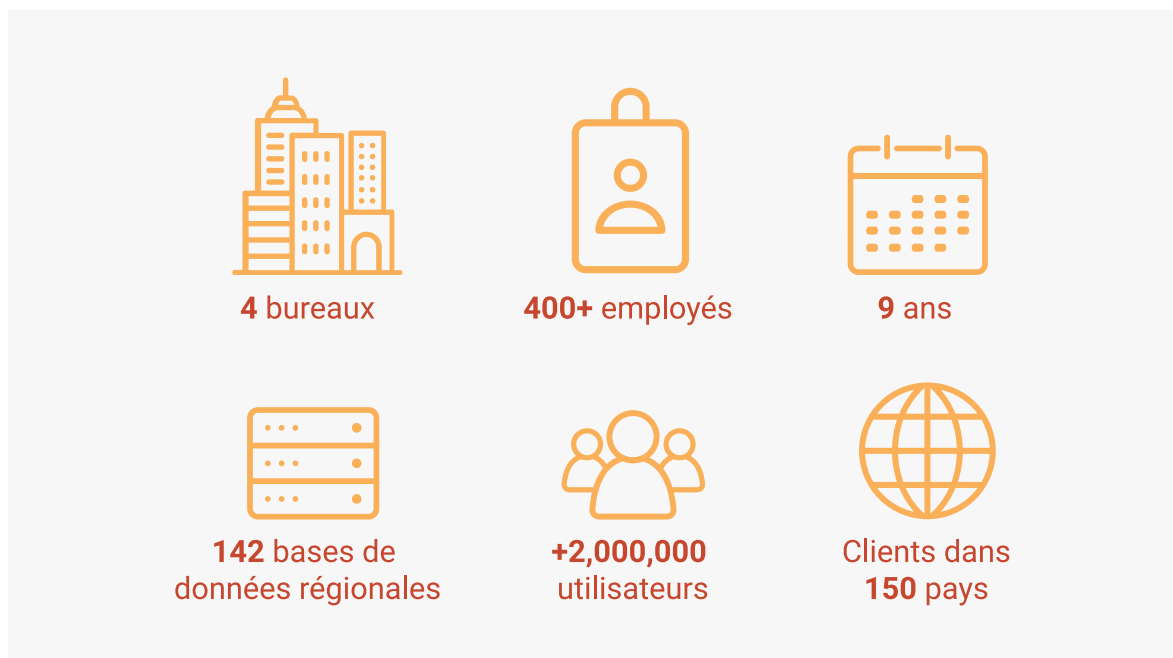 4 bureaux
400+ employés
9 ans
142 bases de
données régionales
+2,000,000
utilisateurs
Clients dans
150 pays